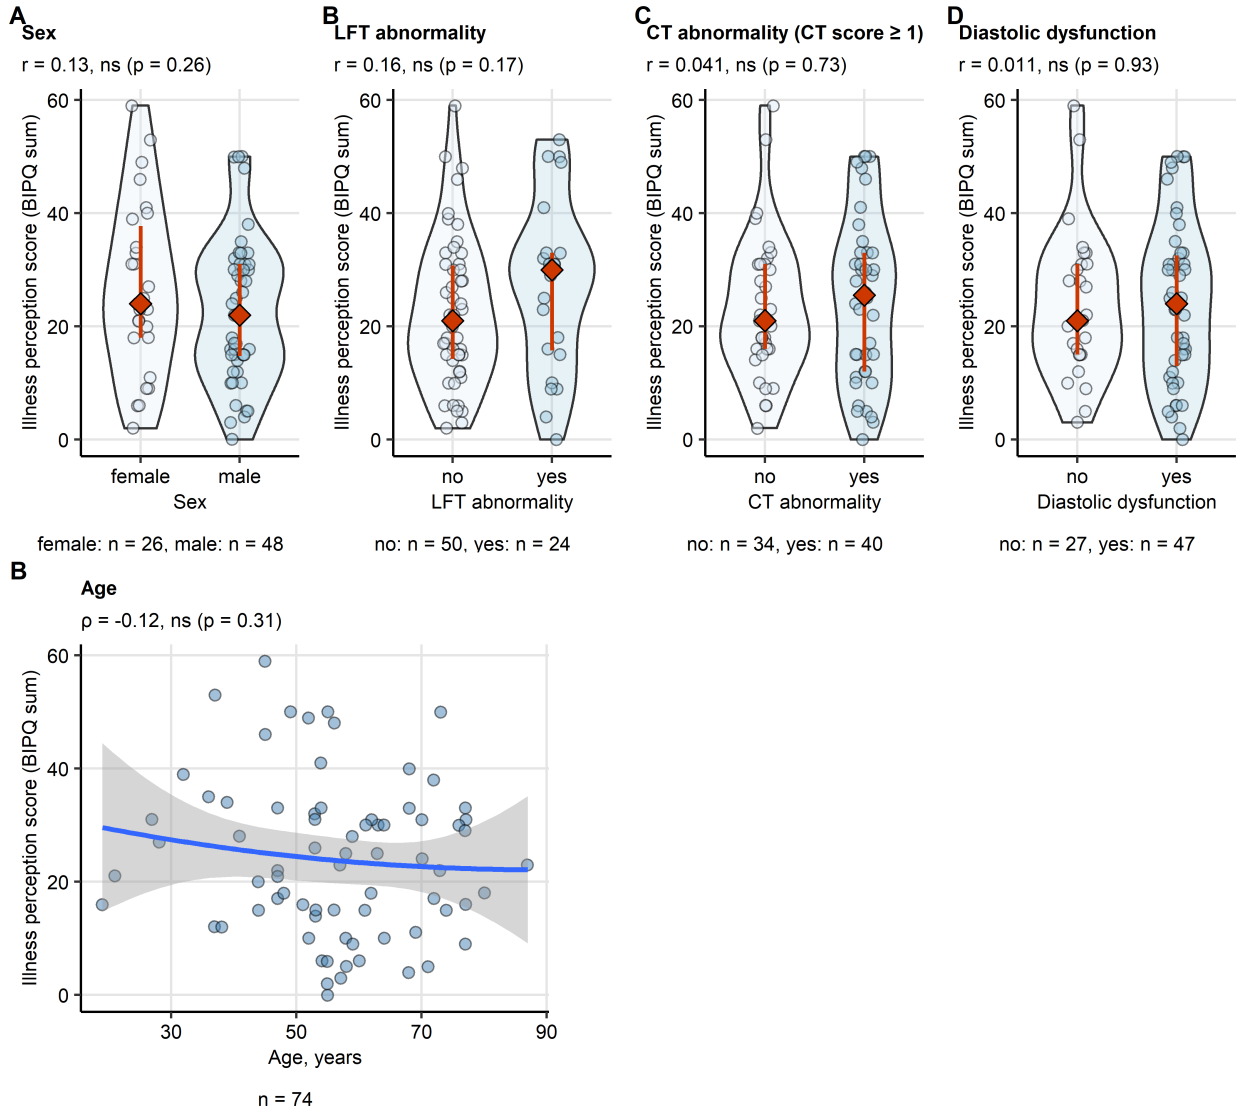 A
Sex
r = 0.13, ns (p = 0.26)
Illness perception score (BIPQ sum)
60
40
20
0
female
male
Sex
female: n = 26, male: n = 48
B
LFT abnormality
r = 0.16, ns (p = 0.17)
Illness perception score (BIPQ sum)
60
40
20
0
no
yes
LFT abnormality
no: n = 50, yes: n = 24
C
CT abnormality (CT score ≥ 1)
r = 0.041, ns (p = 0.73)
Illness perception score (BIPQ sum)
60
40
20
0
no
yes
CT abnormality
no: n = 34, yes: n = 40
D
Diastolic dysfunction
r = 0.011, ns (p = 0.93)
Illness perception score (BIPQ sum)
60
40
20
0
no
yes
Diastolic dysfunction
no: n = 27, yes: n = 47
B
Age
ρ = -0.12, ns (p = 0.31)
Illness perception score (BIPQ sum)
60
40
20
0
30
50
70
90
Age, years
n = 74